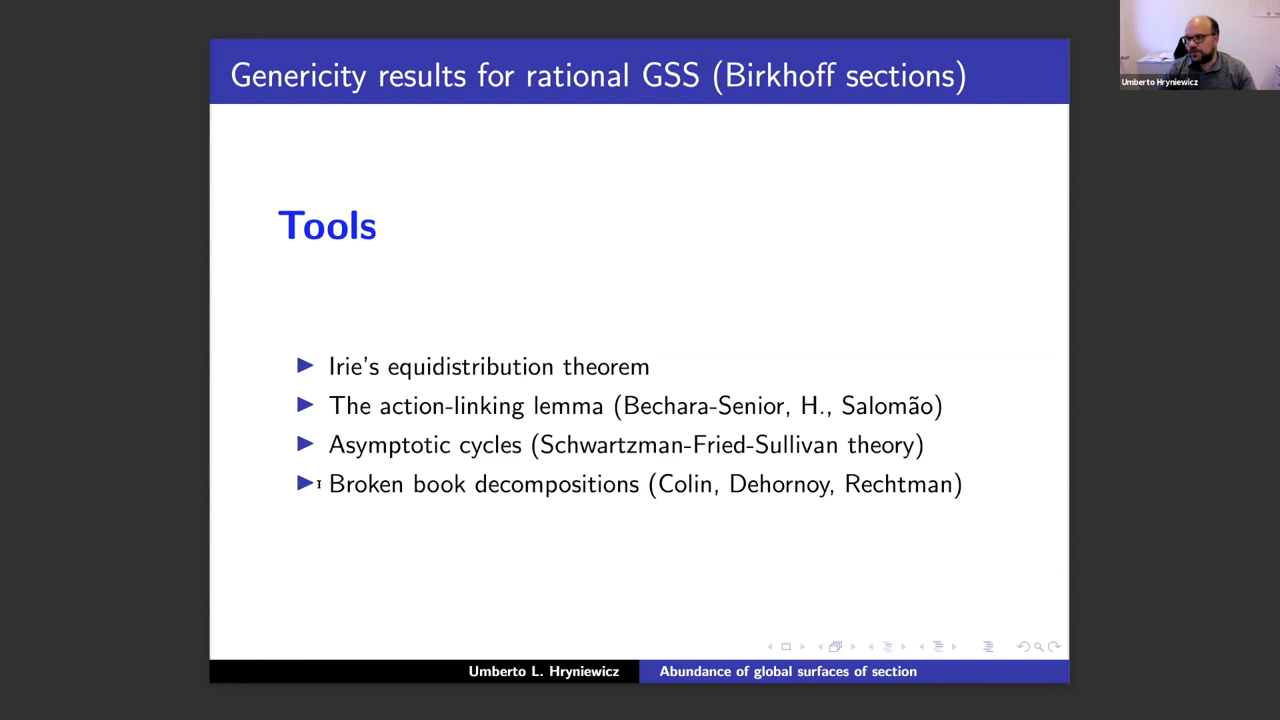 Genericity results for rational GSS (Birkhoff sections)
Umberto Hryniewicz
Tools
Irie's equidistribution theorem
The action-linking lemma (Bechara-Senior, H., Salomão)
Asymptotic cycles (Schwartzman-Fried-Sullivan theory)
Broken book decompositions (Colin, Dehornoy, Rechtman)
Umberto L. Hryniewicz
Abundance of global surfaces of section